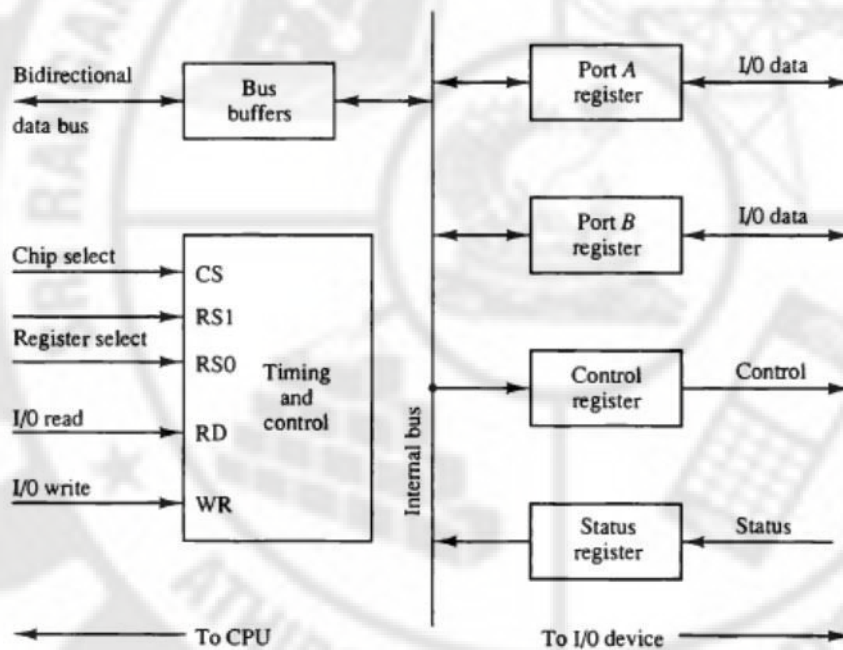 Bidirectional
data bus
Bus
buffers
Port A
register
I/O data
Port B
register
I/O data
Chip select
CS
RS1
Register select
RS0
Timing
and
control
I/O read
RD
I/O write
WR
Internal bus
Control
register
Control
Status
register
Status
To CPU
To I/O device